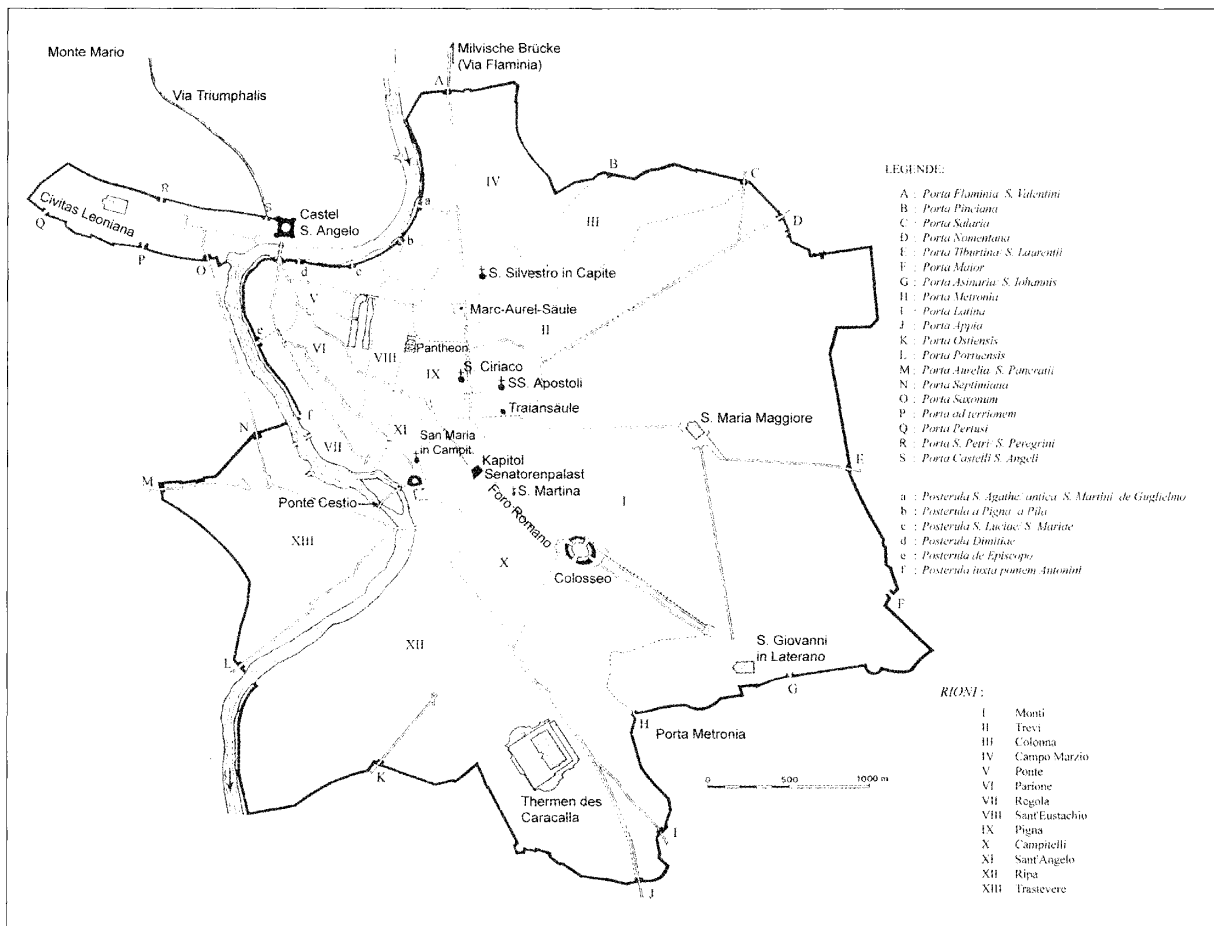 Monte Mario
Milvische Brücke
(Via Flaminia)
A
Via Triumphalis
Civitas Leoniana
R
S
Castel
S. Angelo
Q
P
O
d
c
b
a
IV
III
B
C
D
S. Silvestro in Capite
V
Marc-Aurel-Säule
II
e
VI
VIII
Pantheon
IX
S. Ciriaco
SS. Apostoli
Traiansäule
f
N
VII
XI
San Maria
in Campit.
Kapitol
Senatorenpalast
S. Martina
S. Maria Maggiore
E
M
Ponte Cestio
Foro Romano
I
XIII
X
Colosseo
F
XII
L
S. Giovanni
in Laterano
G
H
Porta Metronia
K
Thermen des
Caracalla
0 500 1000 m
I
J
LEGENDE:
A : Porta Flaminia/ S. Valentini
B : Porta Pinciana
C : Porta Salaria
D : Porta Nomentana
E : Porta Tiburtina/ S. Laurentii
F : Porta Maior
G : Porta Asinaria/ S. Iohannis
H : Porta Metronia
I : Porta Latina
J : Porta Appia
K : Porta Ostiensis
L : Porta Portuensis
M : Porta Aurelia/ S. Pancratii
N : Porta Septimiana
O : Porta Saxonum
P : Porta ad terrionem
Q : Porta Pertusi
R : Porta S. Petri/ S. Peregrini
S : Porta Castelli S. Angeli
a : Posterula S. Agathe/ antica/ S. Martini/ de Guglielmo
b : Posterula a Pigna/ a Pila
c : Posterula S. Luciae/ S. Mariae
d : Posterula Dimitiae
e : Posterula de Episcopo
f : Posterula iuxta pontem Antonini
RIONI :
I Monti
II Trevi
III Colonna
IV Campo Marzio
V Ponte
VI Parione
VII Regola
VIII Sant'Eustachio
IX Pigna
X Campitelli
XI Sant'Angelo
XII Ripa
XIII Trastevere